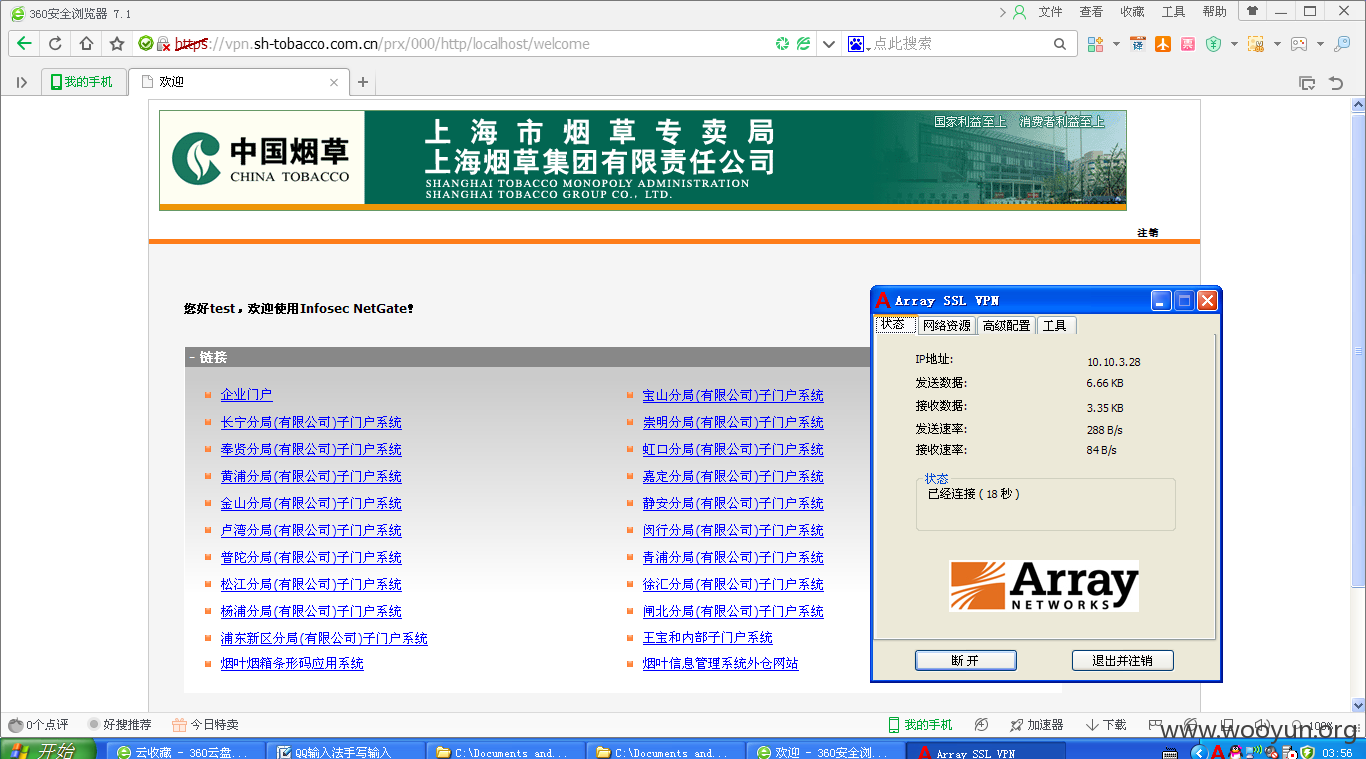 360安全浏览器 7.1
文件 查看 收藏 工具 帮助
https://vpn.sh-tobacco.com.cn/prx/000/http/localhost/welcome
点此搜索
译
我的手机
欢迎
中国烟草
CHINA TOBACCO
上海市烟草专卖局
上海烟草集团有限责任公司
SHANGHAI TOBACCO MONOPOLY ADMINISTRATION
SHANGHAI TOBACCO GROUP CO., LTD.
国家利益至上 消费者利益至上
注销
您好test，欢迎使用Infosec NetGate!
- 链接
企业门户
宝山分局(有限公司)子门户系统
长宁分局(有限公司)子门户系统
崇明分局(有限公司)子门户系统
奉贤分局(有限公司)子门户系统
虹口分局(有限公司)子门户系统
黄浦分局(有限公司)子门户系统
嘉定分局(有限公司)子门户系统
金山分局(有限公司)子门户系统
静安分局(有限公司)子门户系统
卢湾分局(有限公司)子门户系统
闵行分局(有限公司)子门户系统
普陀分局(有限公司)子门户系统
青浦分局(有限公司)子门户系统
松江分局(有限公司)子门户系统
徐汇分局(有限公司)子门户系统
杨浦分局(有限公司)子门户系统
闸北分局(有限公司)子门户系统
浦东新区分局(有限公司)子门户系统
王宝和内部子门户系统
烟叶烟箱条形码应用系统
烟叶信息管理系统外仓网站
Array SSL VPN
状态 网络资源 高级配置 工具
IP地址: 10.10.3.28
发送数据: 6.66 KB
接收数据: 3.35 KB
发送速率: 288 B/s
接收速率: 84 B/s
状态
已经连接 ( 18 秒 )
Array
NETWORKS
断开
退出并注销
0个点评 好搜推荐 今日特卖
我的手机 加速器 下载 100%
www.wooyun.org
开始
云收藏 - 360云盘...
QQ输入法手写输入
C:\Documents and...
C:\Documents and...
欢迎 - 360安全浏...
Array SSL VPN
03:56